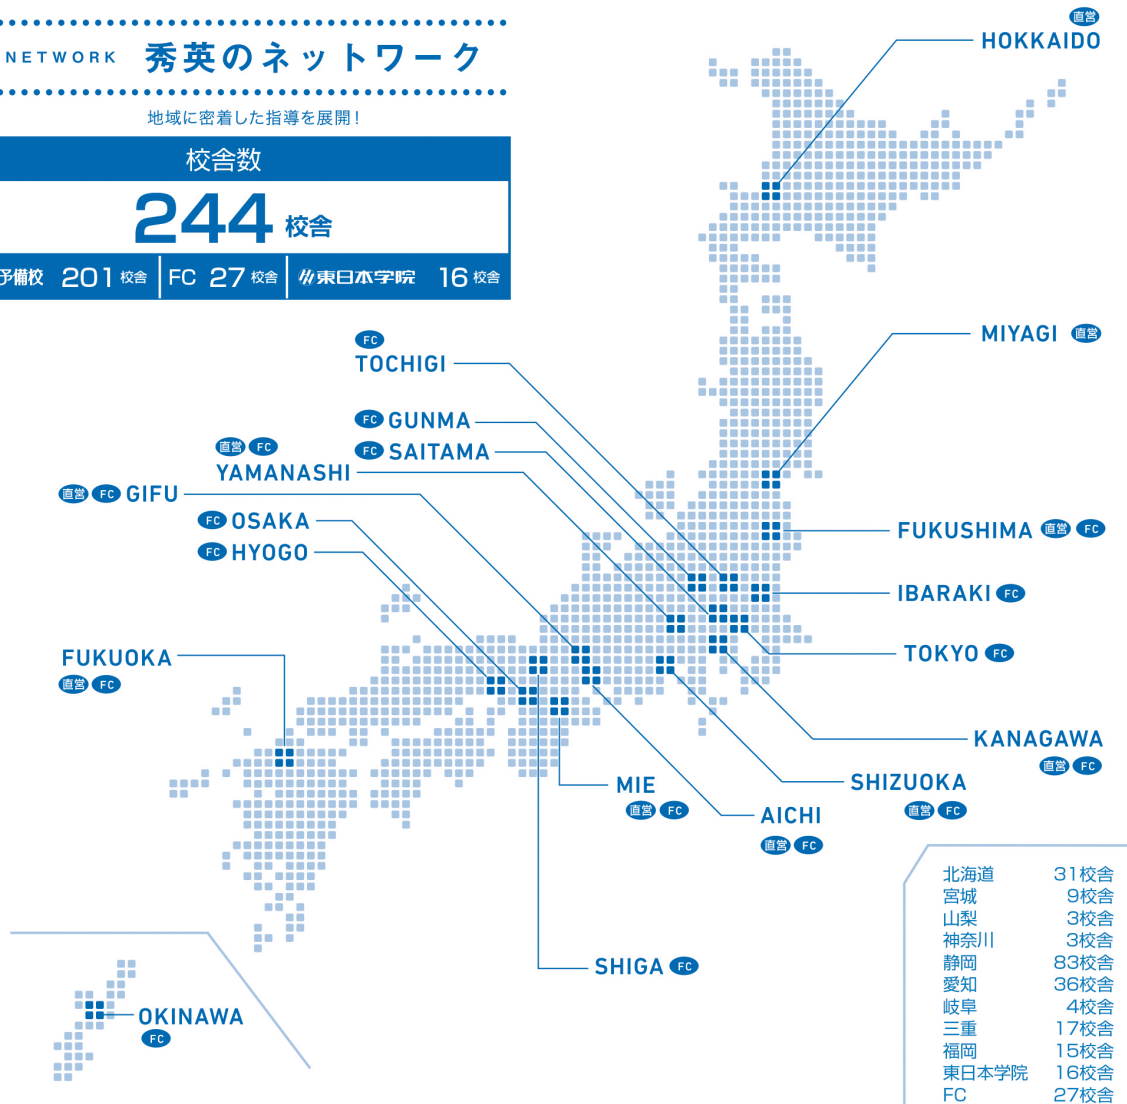 NETWORK 秀英のネットワーク
地域に密着した指導を展開!
校舎数
244 校舎
予備校 201 校舎 FC 27 校舎 東日本学院 16 校舎
直営
HOKKAIDO
MIYAGI 直営
FC
TOCHIGI
FC GUNMA
FC SAITAMA
直営 FC
YAMANASHI
直営 FC GIFU
FC OSAKA
FC HYOGO
FUKUSHIMA 直営 FC
IBARAKI FC
TOKYO FC
FUKUOKA
直営 FC
KANAGAWA
直営 FC
SHIZUOKA
直営 FC
MIE
直営 FC
AICHI
直営 FC
SHIGA FC
OKINAWA
FC
北海道 31校舎
宮城 9校舎
山梨 3校舎
神奈川 3校舎
静岡 83校舎
愛知 36校舎
岐阜 4校舎
三重 17校舎
福岡 15校舎
東日本学院 16校舎
FC 27校舎